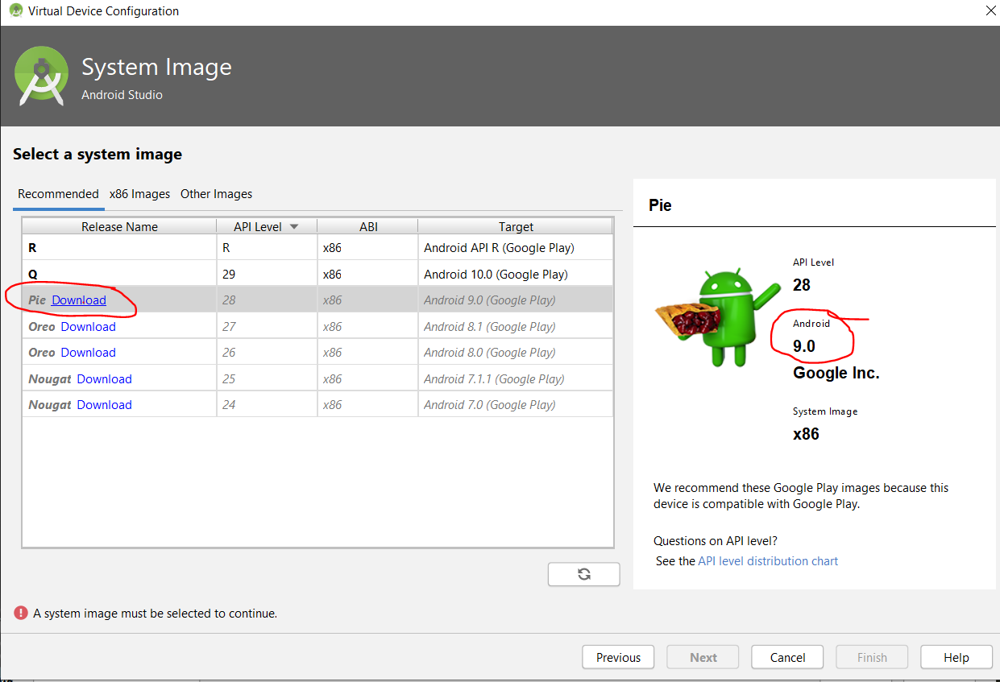 Virtual Device Configuration
System Image
Android Studio
Select a system image
Recommended x86 Images Other Images
Release Name API Level ABI Target
R R x86 Android API R (Google Play)
Q 29 x86 Android 10.0 (Google Play)
Pie Download 28 x86 Android 9.0 (Google Play)
Oreo Download 27 x86 Android 8.1 (Google Play)
Oreo Download 26 x86 Android 8.0 (Google Play)
Nougat Download 25 x86 Android 7.1.1 (Google Play)
Nougat Download 24 x86 Android 7.0 (Google Play)
Pie
API Level
28
Android
9.0
Google Inc.
System Image
x86
We recommend these Google Play images because this
device is compatible with Google Play.
Questions on API level?
See the API level distribution chart
A system image must be selected to continue.
Previous Next Cancel Finish Help